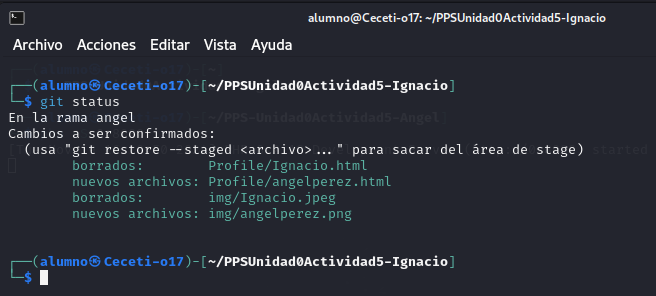 alumno@Ceceti-o17: ~/PPSUnidad0Actividad5-Ignacio
Archivo Acciones Editar Vista Ayuda
┌──(alumno㉿Ceceti-o17)-[~/PPSUnidad0Actividad5-Ignacio]
└─$ git status
En la rama angel
Cambios a ser confirmados:
  (usa "git restore --staged <archivo>..." para sacar del área de stage)
        borrados:        Profile/Ignacio.html
        nuevos archivos: Profile/angelperez.html
        borrados:        img/Ignacio.jpeg
        nuevos archivos: img/angelperez.png
┌──(alumno㉿Ceceti-o17)-[~/PPSUnidad0Actividad5-Ignacio]
└─$